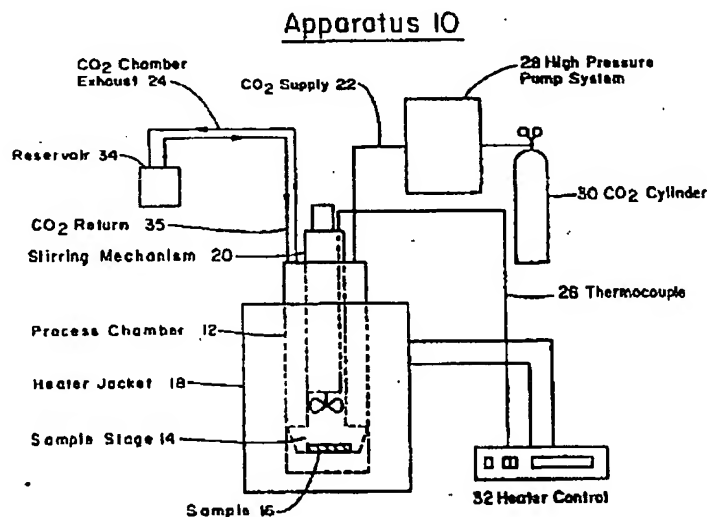 Apparatus 10
CO2 Chamber
Exhaust 24
CO2 Supply 22
28 High Pressure
Pump System
Reservoir 34
30 CO2 Cylinder
CO2 Return 35
Stirring Mechanism 20
26 Thermocouple
Process Chamber 12
Heater Jacket 18
Sample Stage 14
Sample 16
32 Heater Control